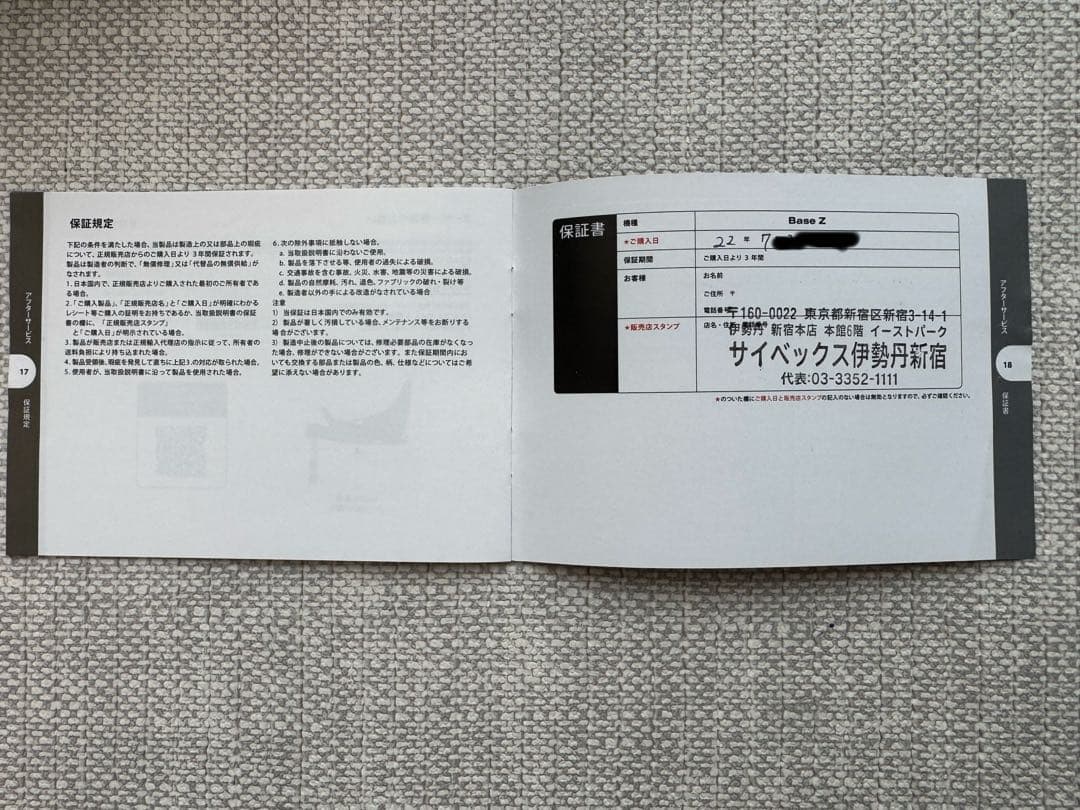 保証規定
下記の条件を満たした場合、当製品は製造上の又は部品上の瑕疵
について、正規販売店からのご購入日より 3年間保証されます。
製品は製造者の判断で、「無償修理」又は「代替品の無償供給」が
なされます。
1. 日本国内で、正規販売店よりご購入された最初のご所有者であ
る場合。
2.「ご購入製品」、「正規販売店名」と「ご購入日」が明確にわかる
レシート等ご購入の証明をお持ちであるか、当取扱説明書の保証
書の欄に、「正規販売店スタンプ」
と「ご購入日」が明示されている場合。
3. 製品が販売店または正規輸入代理店の指示に従って、所有者の
送料負担により持ち込まれた場合。
4. 製品受領後、瑕疵を発見して直ちに上記3.の対応が取られた場合。
5. 使用者が、当取扱説明書に沿って製品を使用された場合。
6. 次の除外事項に抵触しない場合。
a. 当取扱説明書に沿わないご使用。
b. 製品を落下させる等、使用者の過失による破損。
c. 交通事故を含む事故、火災、水害、地震等の災害による破損。
d. 製品の自然摩耗、汚れ、退色、ファブリックの破れ・裂け等
e. 製造者以外の手による改造がなされている場合
注意
1) 当保証は日本国内でのみ有効です。
2) 製品が著しく汚損している場合、メンテナンス等をお断りする
場合がございます。
3) 製造中止後の製品については、修理必要部品の在庫がなくなっ
た場合、修理ができない場合がございます。また保証期間内にお
いても交換する部品または製品の色、柄、仕様などについてはご希
望に添えない場合があります。
アフターサービス
17
保証規定
保証書
機種
Base Z
★ご購入日
22 年 7
保証期間
ご購入日より 3 年間
お客様
お名前
ご住所 〒
電話番号
★販売店スタンプ
店名・住所・電話番号
〒160-0022 東京都新宿区新宿3-14-1
伊勢丹 新宿本店 本館6階 イーストパーク
サイベックス伊勢丹新宿
代表:03-3352-1111
★のついた欄にご購入日と販売店スタンプの記入のない場合は無効となりますので、必ずご確認ください。
アフターサービス
18
保証書